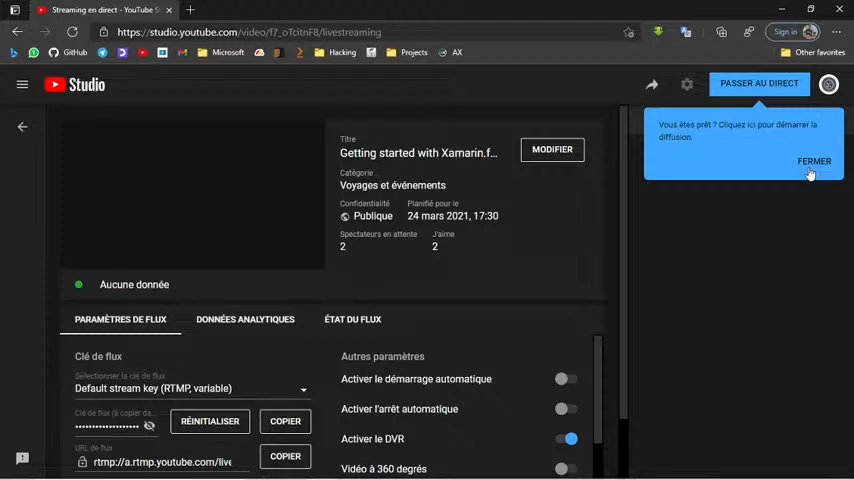 Streaming en direct - YouTube S
https://studio.youtube.com/video/f7_oTcitnF8/livestreaming
Sign in
GitHub
Microsoft
Hacking
Projects
AX
Other favorites
Studio
PASSER AU DIRECT
Vous êtes prêt ? Cliquez ici pour démarrer la
diffusion.
FERMER
Titre
Getting started with Xamarin.f...
MODIFIER
Catégorie
Voyages et événements
Confidentialité
Planifié pour le
Publique
24 mars 2021, 17:30
Spectateurs en attente
J'aime
2
2
Aucune donnée
PARAMÈTRES DE FLUX
DONNÉES ANALYTIQUES
ÉTAT DU FLUX
Clé de flux
Autres paramètres
Sélectionner la clé de flux
Default stream key (RTMP, variable)
Activer le démarrage automatique
Clé de flux (à copier da...
RÉINITIALISER
COPIER
Activer l'arrêt automatique
Activer le DVR
URL de flux
rtmp://a.rtmp.youtube.com/live
COPIER
Vidéo à 360 degrés